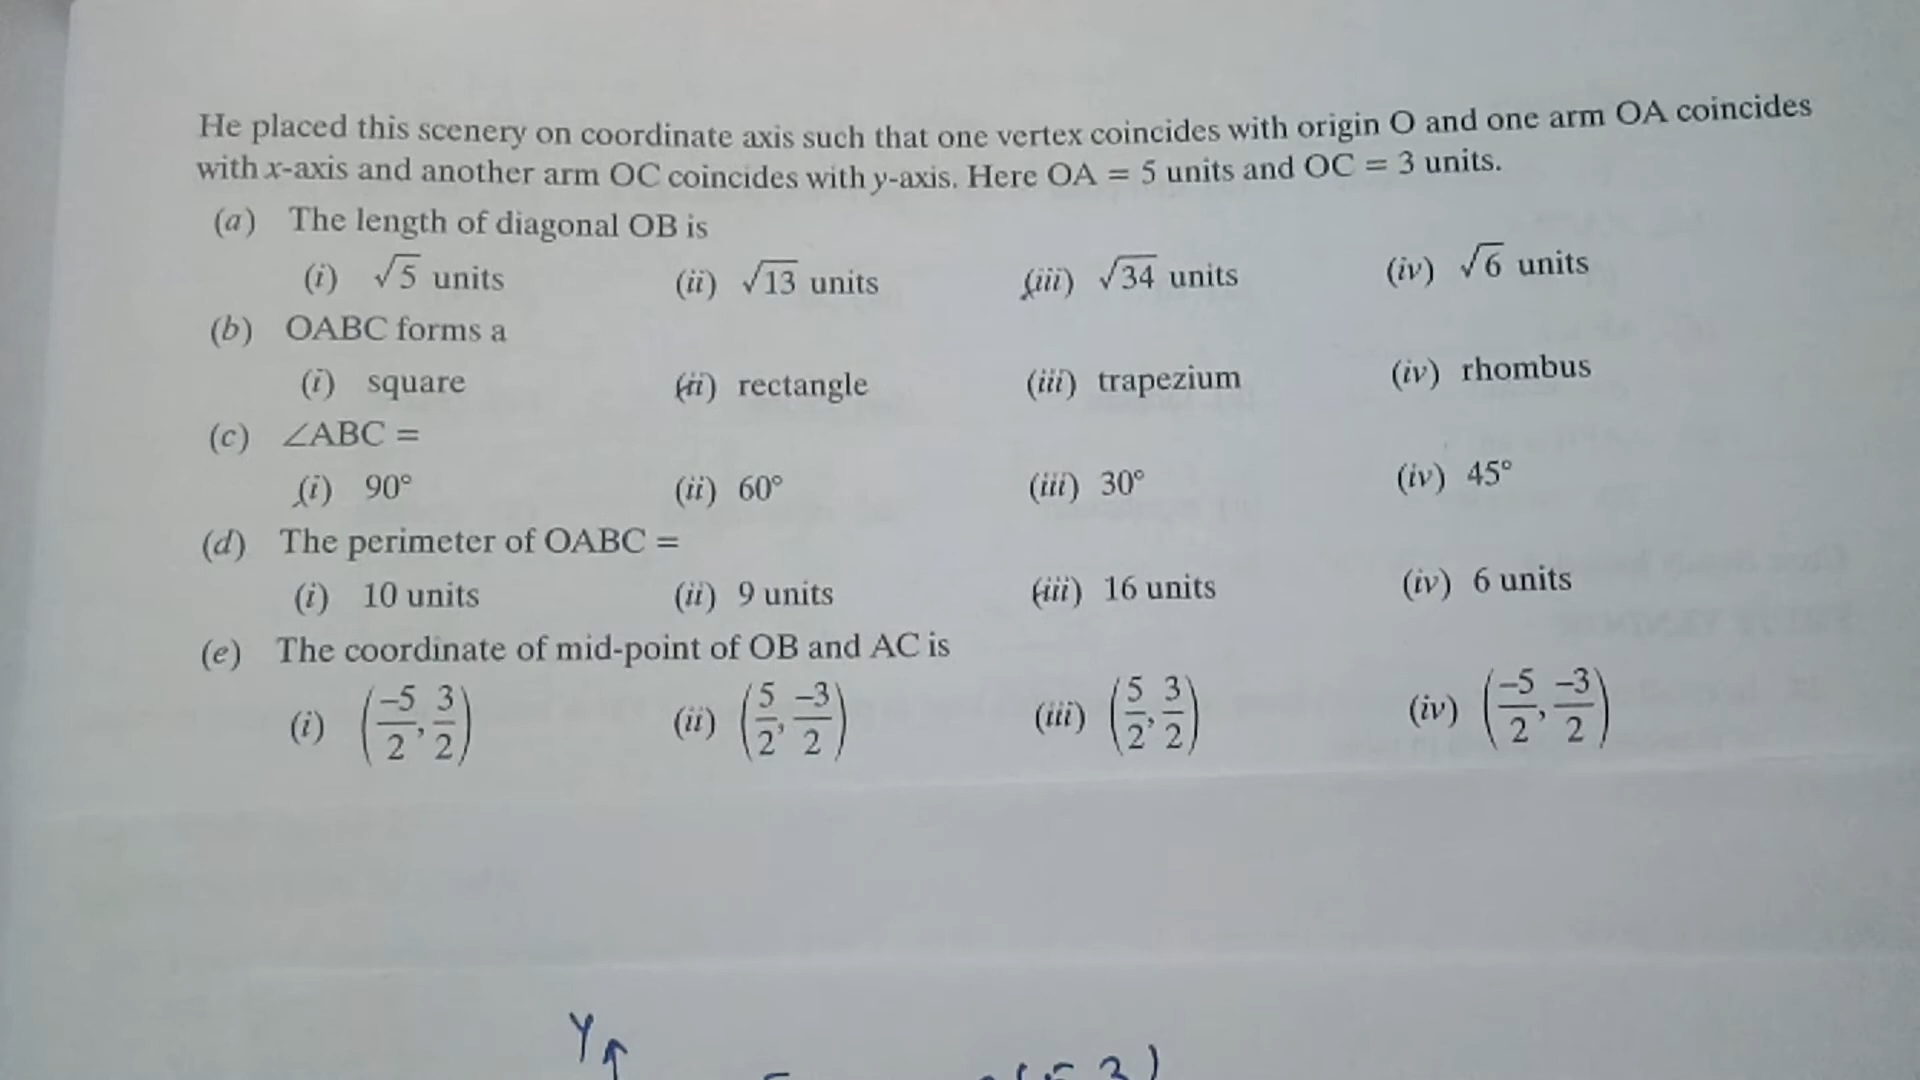 He placed this scenery on coordinate axis such that one vertex coincides with origin O and one arm OA coincides
with x-axis and another arm OC coincides with y-axis. Here OA = 5 units and OC = 3 units.
(a) The length of diagonal OB is
(i) √5 units (ii) √13 units (iii) √34 units (iv) √6 units
(b) OABC forms a
(i) square (ii) rectangle (iii) trapezium (iv) rhombus
(c) ∠ABC =
(i) 90° (ii) 60° (iii) 30° (iv) 45°
(d) The perimeter of OABC =
(i) 10 units (ii) 9 units (iii) 16 units (iv) 6 units
(e) The coordinate of mid-point of OB and AC is
(i) (-5/2, 3/2) (ii) (5/2, -3/2) (iii) (5/2, 3/2) (iv) (-5/2, -3/2)
Y